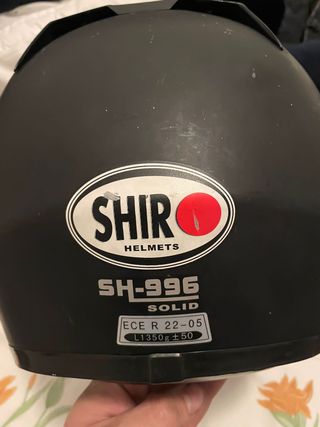 SHIRO
HELMETS
SH-996
SOLID
ECE R 22-05
L1350g±50